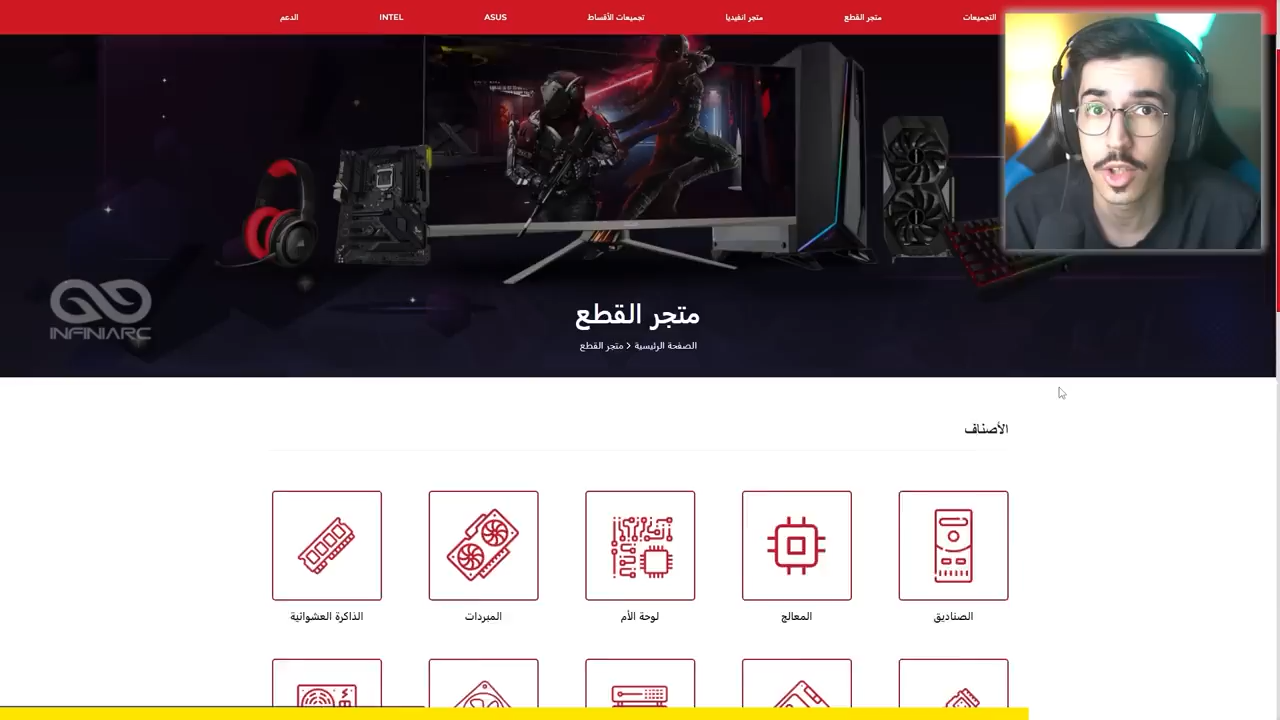 التجميعات
متجر القطع
متجر انفيديا
تجميعات الأقساط
ASUS
INTEL
الدعم
INFINIARC
متجر القطع
الصفحة الرئيسية > متجر القطع
الأصناف
الصناديق
المعالج
لوحة الأم
المبردات
الذاكرة العشوائية